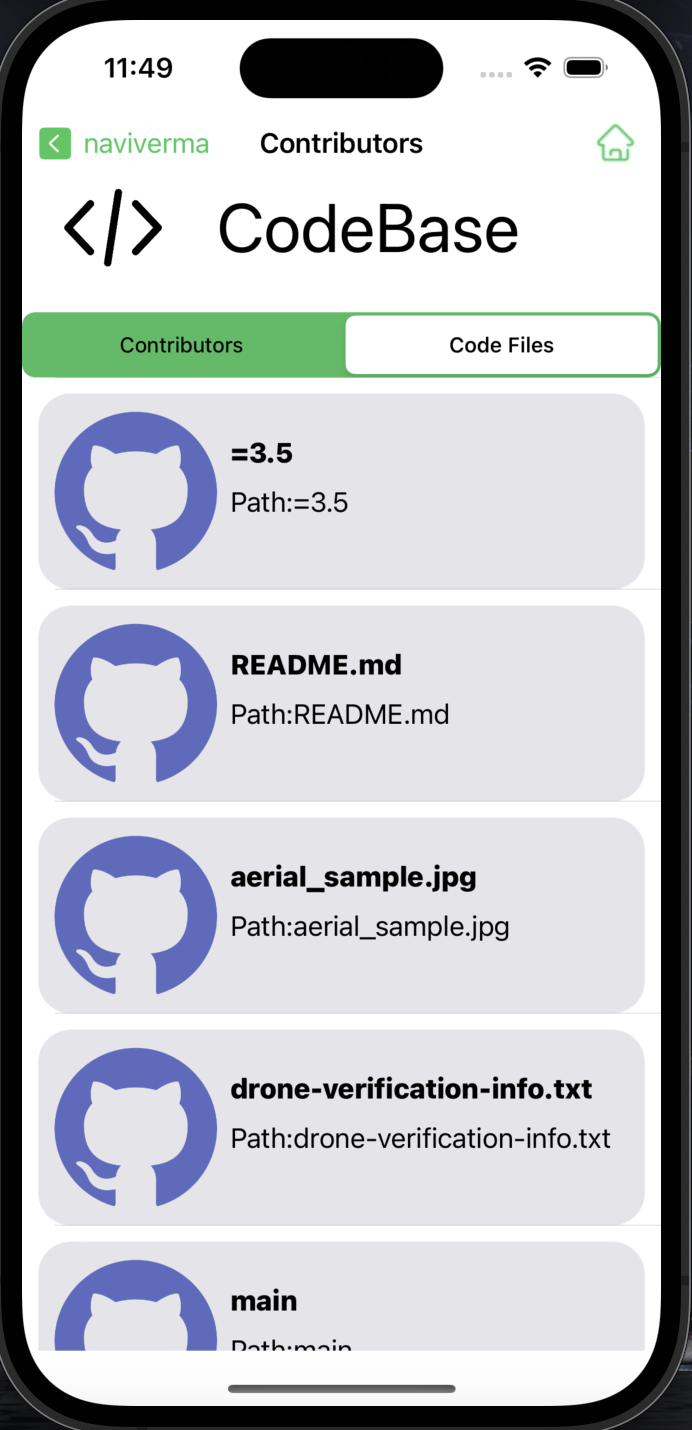 11:49
naviverma
Contributors
</> CodeBase
Contributors
Code Files
=3.5
Path:=3.5
README.md
Path:README.md
aerial_sample.jpg
Path:aerial_sample.jpg
drone-verification-info.txt
Path:drone-verification-info.txt
main
Path:main